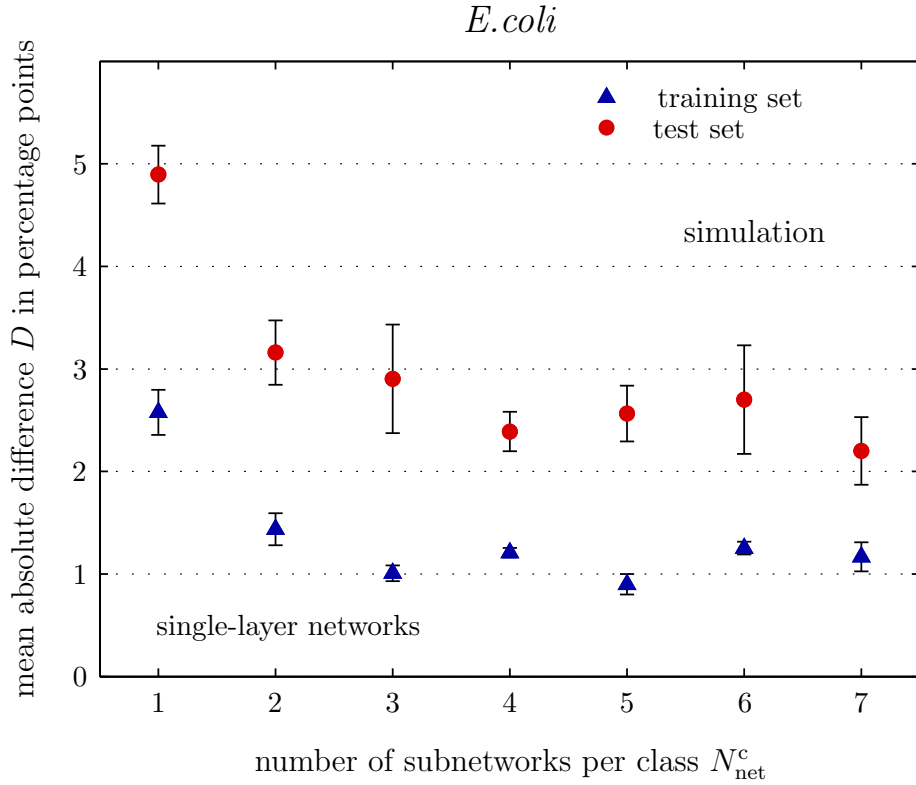 E.coli
mean absolute difference D in percentage points
training set
test set
simulation
single-layer networks
5
4
3
2
1
0
1 2 3 4 5 6 7
number of subnetworks per class N_net^c